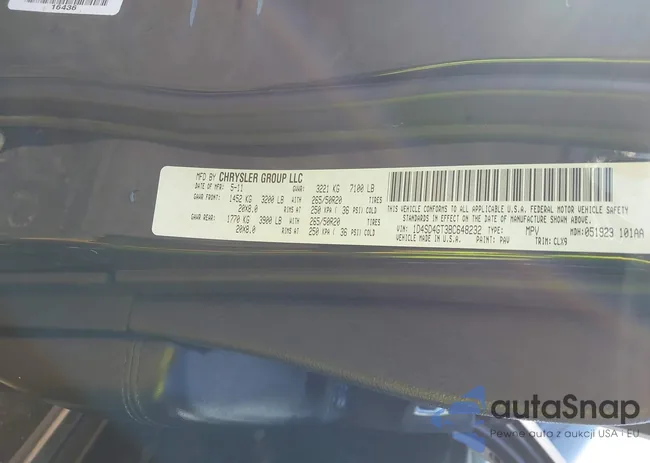 16436
MFD BY CHRYSLER GROUP LLC
DATE OF MFR: 5-11 GVWR: 3221 KG 7100 LB
GAWR FRONT: 1452 KG 3200 LB WITH 265/50R20 TIRES
20X8.0 RIMS AT 250 KPA ( 36 PSI) COLD
GAWR REAR: 1770 KG 3900 LB WITH 265/50R20 TIRES
20X8.0 RIMS AT 250 KPA ( 36 PSI) COLD
THIS VEHICLE CONFORMS TO ALL APPLICABLE U.S.A. FEDERAL MOTOR VEHICLE SAFETY
STANDARDS IN EFFECT ON THE DATE OF MANUFACTURE SHOWN ABOVE.
VIN: 1D4SD4GT3BC648232 TYPE: MPV MDH: 051923 101AA
VEHICLE MADE IN U.S.A. PAINT: PAV TRIM: CLX9
autaSnap
Pewne auta z aukcji USA i EU